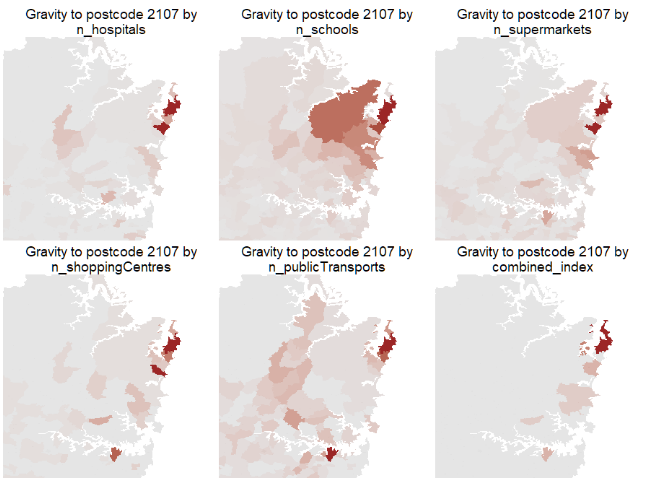 Gravity to postcode 2107 by
n_hospitals
Gravity to postcode 2107 by
n_schools
Gravity to postcode 2107 by
n_supermarkets
Gravity to postcode 2107 by
n_shoppingCentres
Gravity to postcode 2107 by
n_publicTransports
Gravity to postcode 2107 by
combined_index